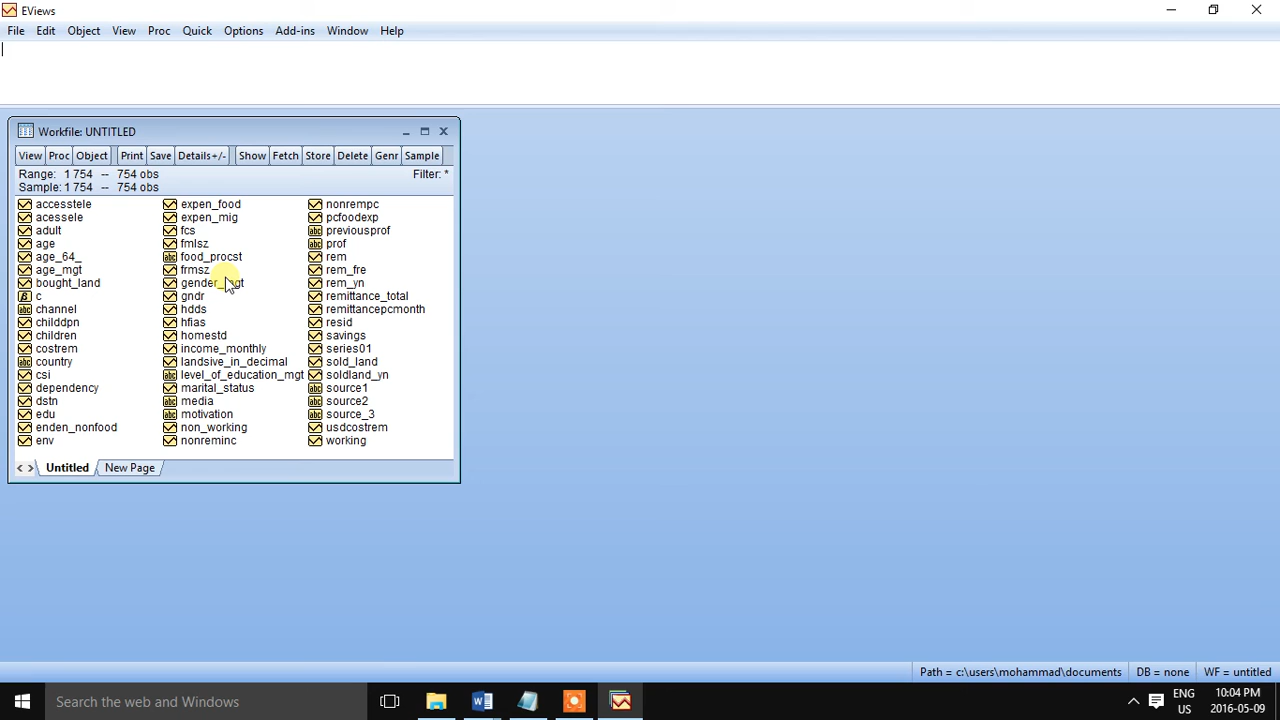 EViews
File Edit Object View Proc Quick Options Add-ins Window Help
Workfile: UNTITLED
View Proc Object Print Save Details+/- Show Fetch Store Delete Genr Sample
Range: 1 754 -- 754 obs Filter: *
Sample: 1 754 -- 754 obs
accesstele expen_food nonrempc
acessele expen_mig pcfoodexp
adult fcs previousprof
age fmlsz prof
age_64_ food_procst rem
age_mgt frmsz rem_fre
bought_land gender_mgt rem_yn
c gndr remittance_total
channel hdds remittancepcmonth
childdpn hfias resid
children homestd savings
costrem income_monthly series01
country landsive_in_decimal sold_land
csi level_of_education_mgt soldland_yn
dependency marital_status source1
dstn media source2
edu motivation source_3
enden_nonfood non_working usdcostrem
env nonreminc working
< > Untitled New Page
Path = c:\users\mohammad\documents DB = none WF = untitled
Search the web and Windows
ENG 10:04 PM
US 2016-05-09